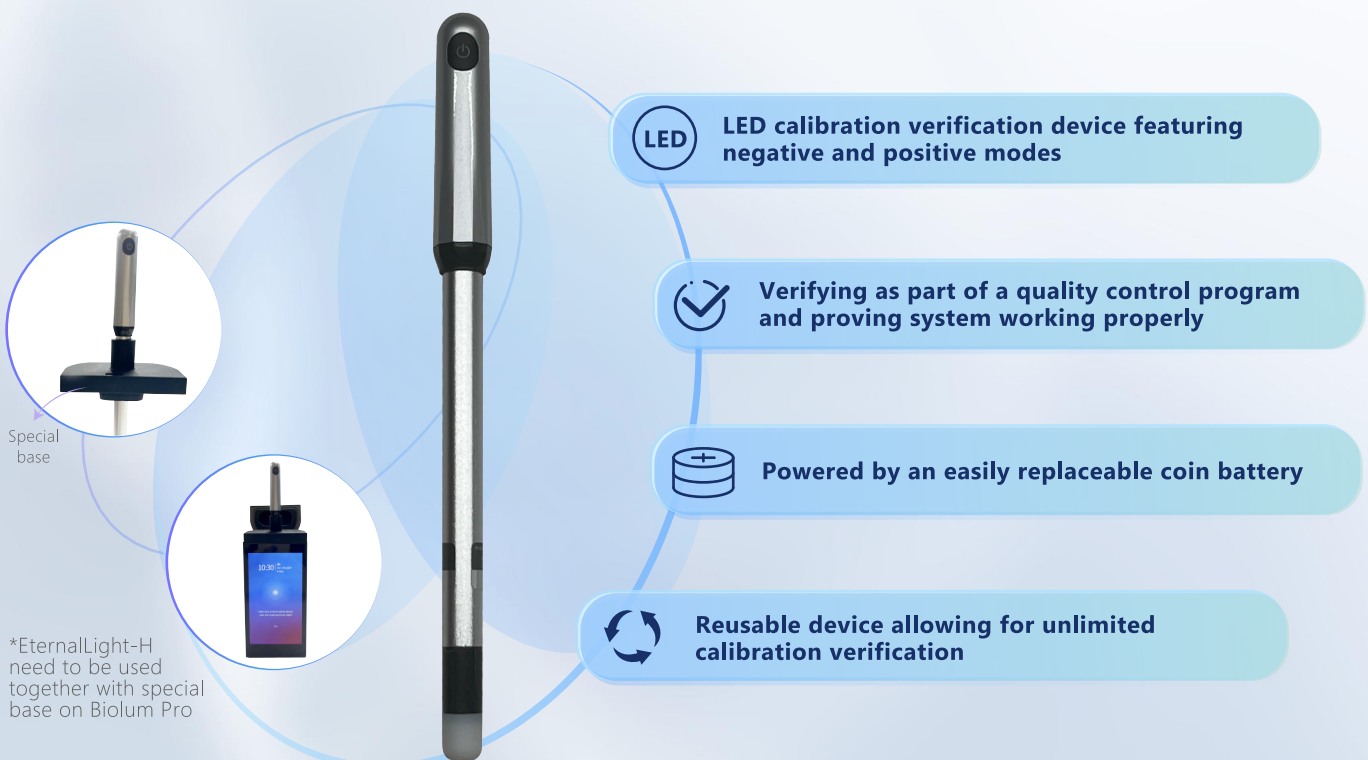 LED
LED calibration verification device featuring
negative and positive modes
Verifying as part of a quality control program
and proving system working properly
Powered by an easily replaceable coin battery
Reusable device allowing for unlimited
calibration verification
Special
base
10:30
*EternalLight-H
need to be used
together with special
base on Biolum Pro